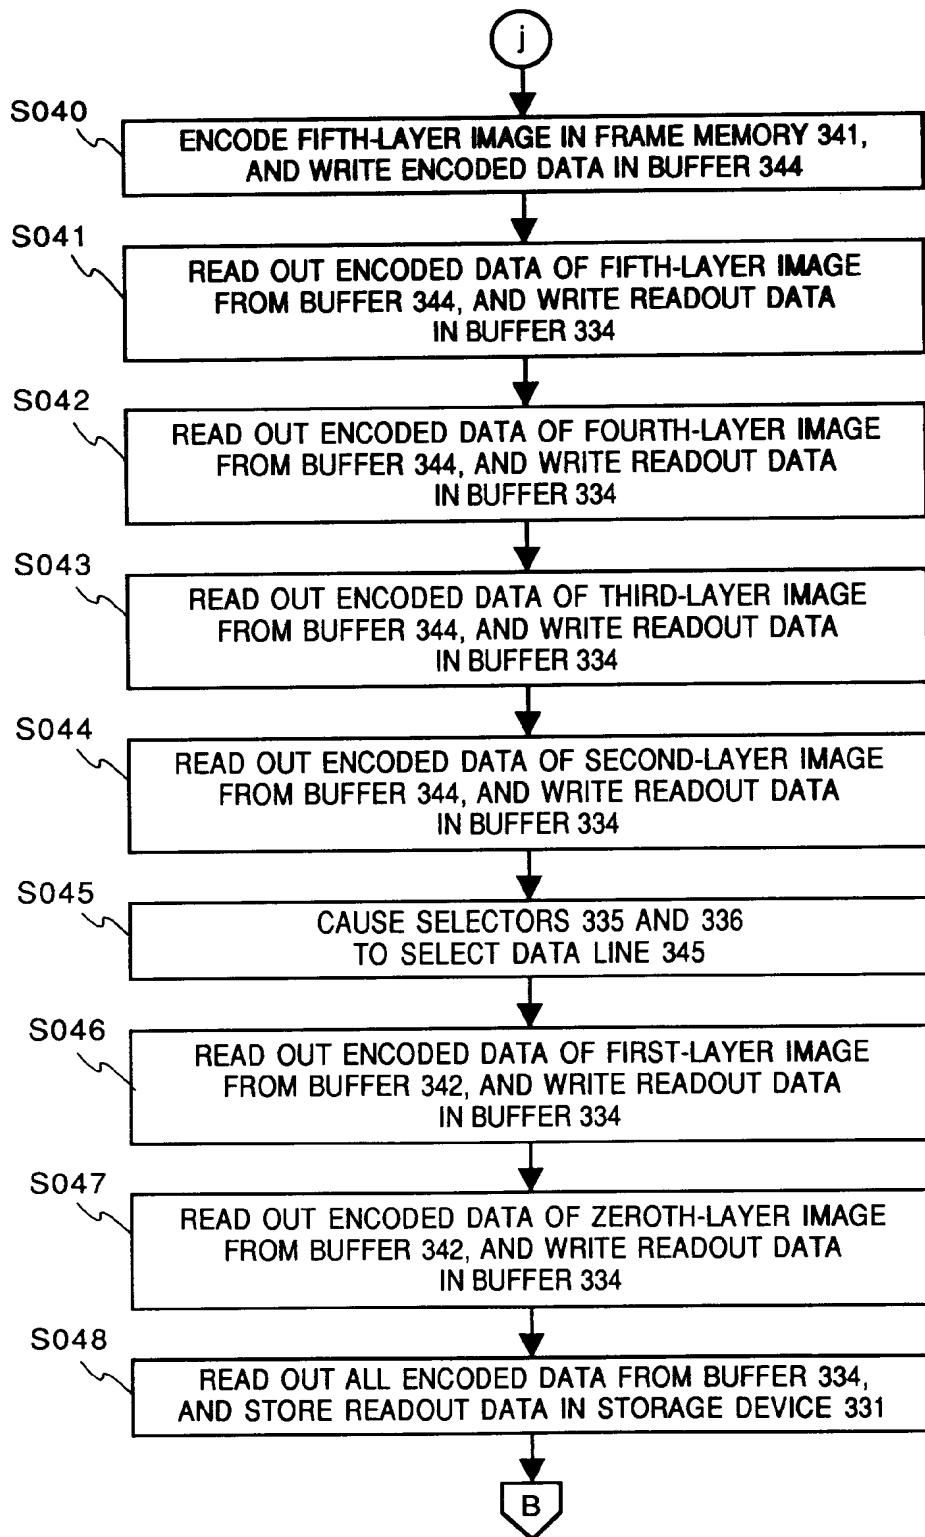 j
S040
ENCODE FIFTH-LAYER IMAGE IN FRAME MEMORY 341,
AND WRITE ENCODED DATA IN BUFFER 344
S041
READ OUT ENCODED DATA OF FIFTH-LAYER IMAGE
FROM BUFFER 344, AND WRITE READOUT DATA
IN BUFFER 334
S042
READ OUT ENCODED DATA OF FOURTH-LAYER IMAGE
FROM BUFFER 344, AND WRITE READOUT DATA
IN BUFFER 334
S043
READ OUT ENCODED DATA OF THIRD-LAYER IMAGE
FROM BUFFER 344, AND WRITE READOUT DATA
IN BUFFER 334
S044
READ OUT ENCODED DATA OF SECOND-LAYER IMAGE
FROM BUFFER 344, AND WRITE READOUT DATA
IN BUFFER 334
S045
CAUSE SELECTORS 335 AND 336
TO SELECT DATA LINE 345
S046
READ OUT ENCODED DATA OF FIRST-LAYER IMAGE
FROM BUFFER 342, AND WRITE READOUT DATA
IN BUFFER 334
S047
READ OUT ENCODED DATA OF ZEROTH-LAYER IMAGE
FROM BUFFER 342, AND WRITE READOUT DATA
IN BUFFER 334
S048
READ OUT ALL ENCODED DATA FROM BUFFER 334,
AND STORE READOUT DATA IN STORAGE DEVICE 331
B